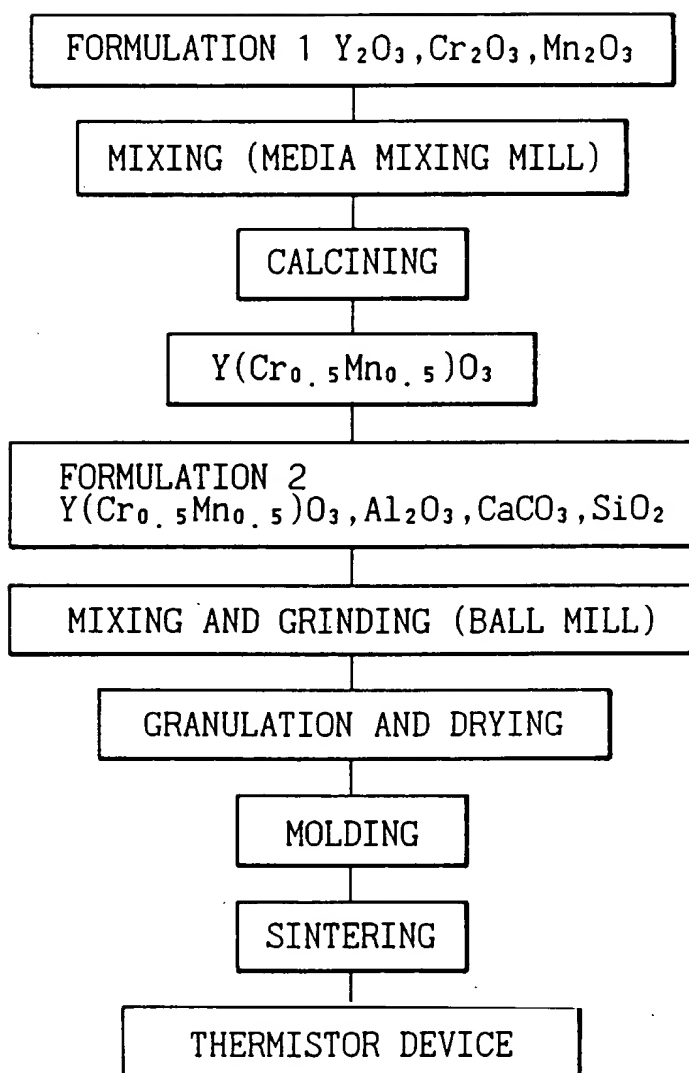 FORMULATION 1 Y₂O₃,Cr₂O₃,Mn₂O₃
MIXING (MEDIA MIXING MILL)
CALCINING
Y(Cr₀.₅Mn₀.₅)O₃
FORMULATION 2
Y(Cr₀.₅Mn₀.₅)O₃,Al₂O₃,CaCO₃,SiO₂
MIXING AND GRINDING (BALL MILL)
GRANULATION AND DRYING
MOLDING
SINTERING
THERMISTOR DEVICE